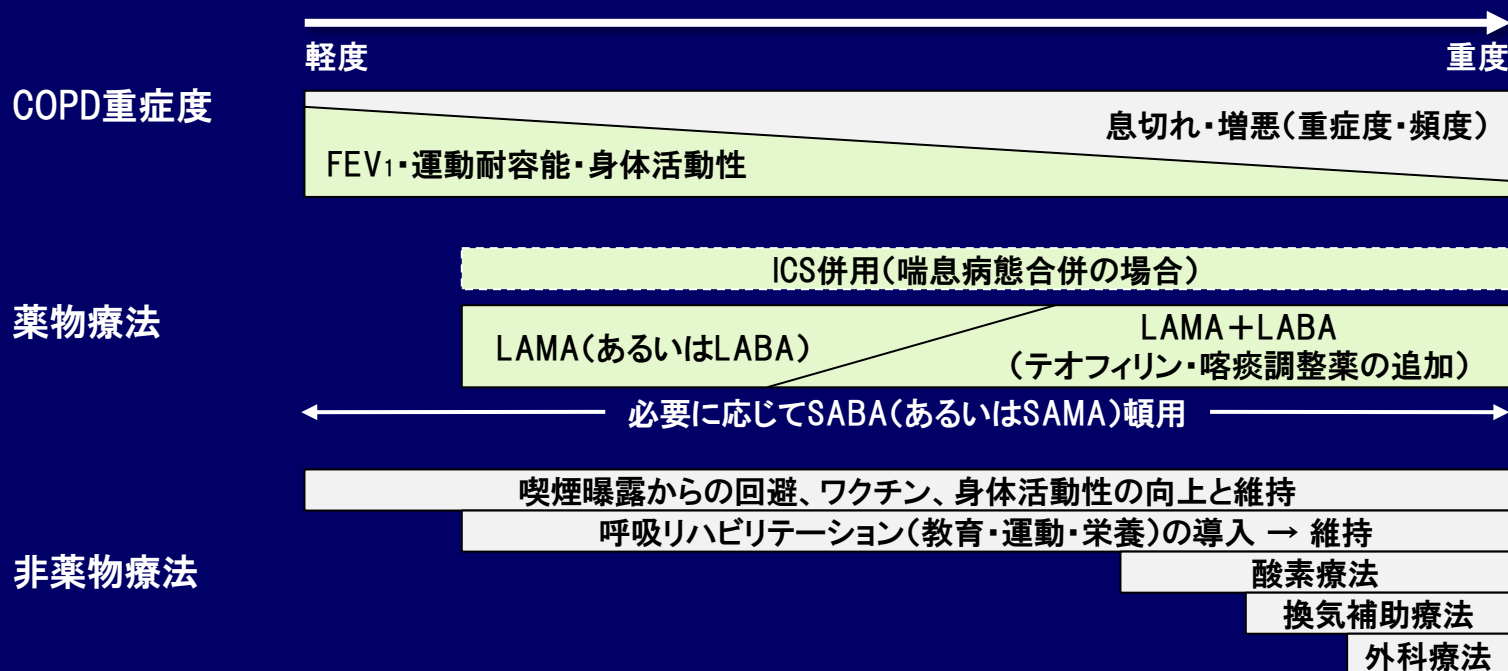 軽度
重度
COPD重症度
息切れ・増悪(重症度・頻度)
FEV1・運動耐容能・身体活動性
ICS併用(喘息病態合併の場合)
薬物療法
LAMA(あるいはLABA)
LAMA+LABA
(テオフィリン・喀痰調整薬の追加)
必要に応じてSABA(あるいはSAMA)頓用
喫煙曝露からの回避、ワクチン、身体活動性の向上と維持
呼吸リハビリテーション(教育・運動・栄養)の導入 → 維持
非薬物療法
酸素療法
換気補助療法
外科療法